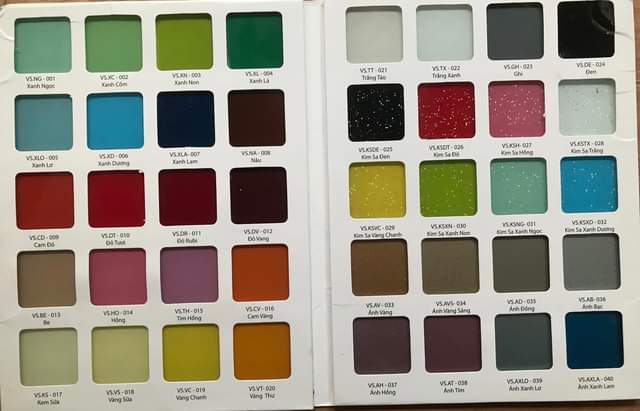 VS.NG - 001
Xanh Ngọc
VS.XC - 002
Xanh Cốm
VS.XN - 003
Xanh Non
VS.XL - 004
Xanh Lá
VS.XLO - 005
Xanh Lơ
VS.XD - 006
Xanh Dương
VS.XLA - 007
Xanh Lam
VS.NA - 008
Nâu
VS.CD - 009
Cam Đỏ
VS.DT - 010
Đỏ Tươi
VS.DR - 011
Đỏ Rubi
VS.DV - 012
Đỏ Vang
VS.BE - 013
Be
VS.HO - 014
Hồng
VS.TH - 015
Tím Hồng
VS.CV - 016
Cam Vàng
VS.KS - 017
Kem Sữa
VS.VS - 018
Vàng Sữa
VS.VC - 019
Vàng Chanh
VS.VT - 020
Vàng Thư
VS.TT - 021
Trắng Táo
VS.TX - 022
Trắng Xanh
VS.GH - 023
Ghi
VS.DE - 024
Đen
VS.KSDE - 025
Kim Sa Đen
VS.KSDT - 026
Kim Sa Đỏ
VS.KSH - 027
Kim Sa Hồng
VS.KSTX - 028
Kim Sa Trắng
VS.KSVC - 029
Kim Sa Vàng Chanh
VS.KSXN - 030
Kim Sa Xanh Non
VS.KSNG - 031
Kim Sa Xanh Ngọc
VS.KSXD - 032
Kim Sa Xanh Dương
VS.AV - 033
Ánh Vàng
VS.AVS - 034
Ánh Vàng Sáng
VS.AD - 035
Ánh Đồng
VS.AB - 036
Ánh Bạc
VS.AH - 037
Ánh Hồng
VS.AT - 038
Ánh Tím
VS.AXLO - 039
Ánh Xanh Lơ
VS.AXLA - 040
Ánh Xanh Lam